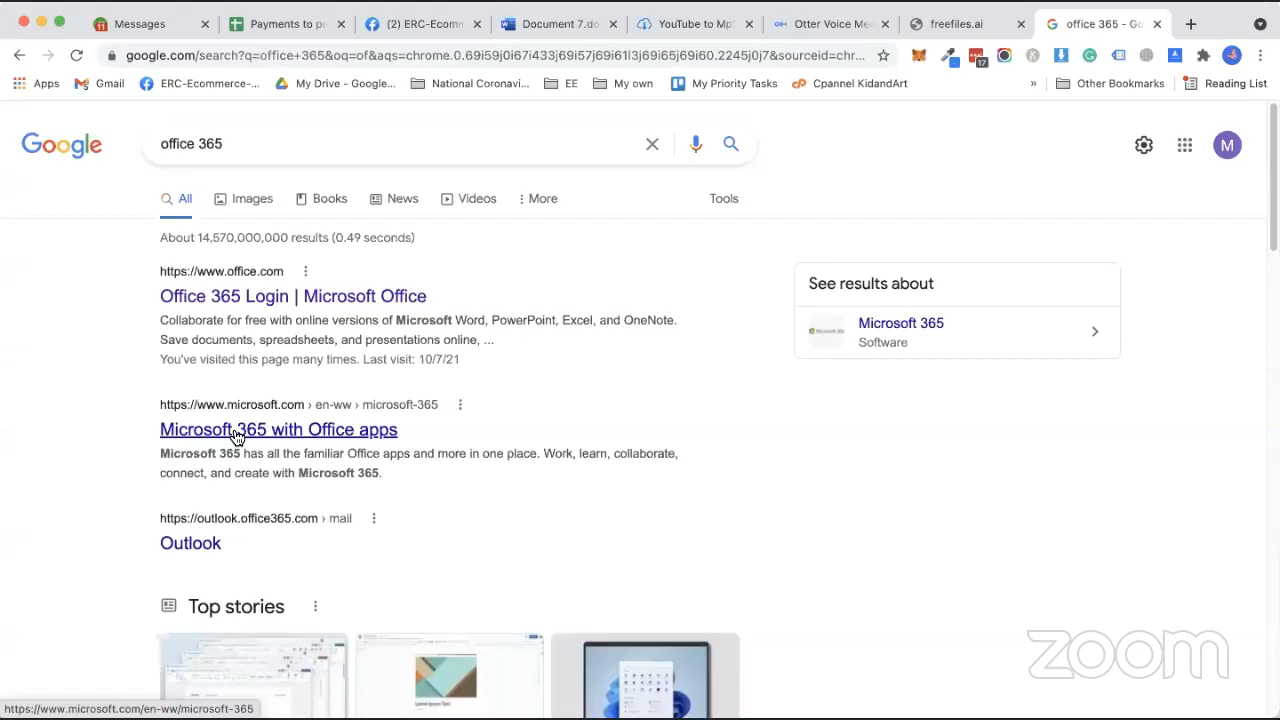 Messages
Payments to pr
(2) ERC-Ecomm
Document 7.do
YouTube to Mp
Otter Voice Me
freefiles.ai
office 365 - Go
google.com/search?q=office+365&oq=of&aqs=chrome.0.69i59j0i67i433j69i57j69i61l3j69i65j69i60.2245j0j7&sourceid=chr...
17
Apps
Gmail
ERC-Ecommerce-...
My Drive - Google...
National Coronavi...
EE
My own
My Priority Tasks
Cpannel KidandArt
»
Other Bookmarks
Reading List
Google
office 365
M
All
Images
Books
News
Videos
More
Tools
About 14,570,000,000 results (0.49 seconds)
https://www.office.com
Office 365 Login | Microsoft Office
Collaborate for free with online versions of Microsoft Word, PowerPoint, Excel, and OneNote.
Save documents, spreadsheets, and presentations online, ...
You've visited this page many times. Last visit: 10/7/21
See results about
Microsoft 365
Software
https://www.microsoft.com › en-ww › microsoft-365
Microsoft 365 with Office apps
Microsoft 365 has all the familiar Office apps and more in one place. Work, learn, collaborate,
connect, and create with Microsoft 365.
https://outlook.office365.com › mail
Outlook
Top stories
zoom
https://www.microsoft.com/en-ww/microsoft-365